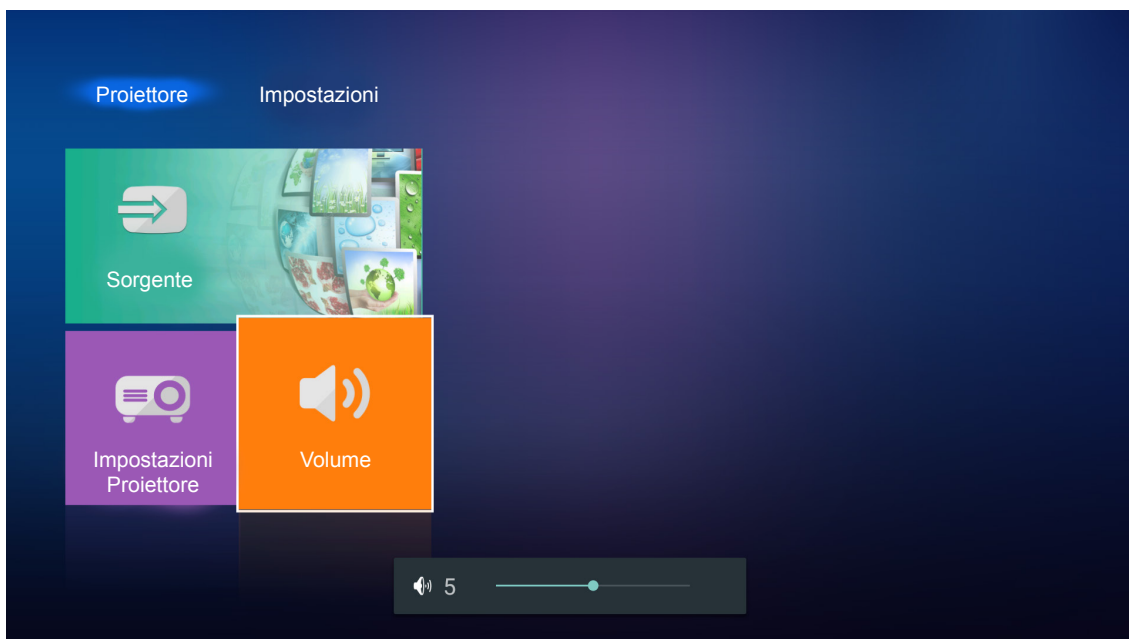 Proiettore Impostazioni
Sorgente
Impostazioni
Proiettore
Volume
5